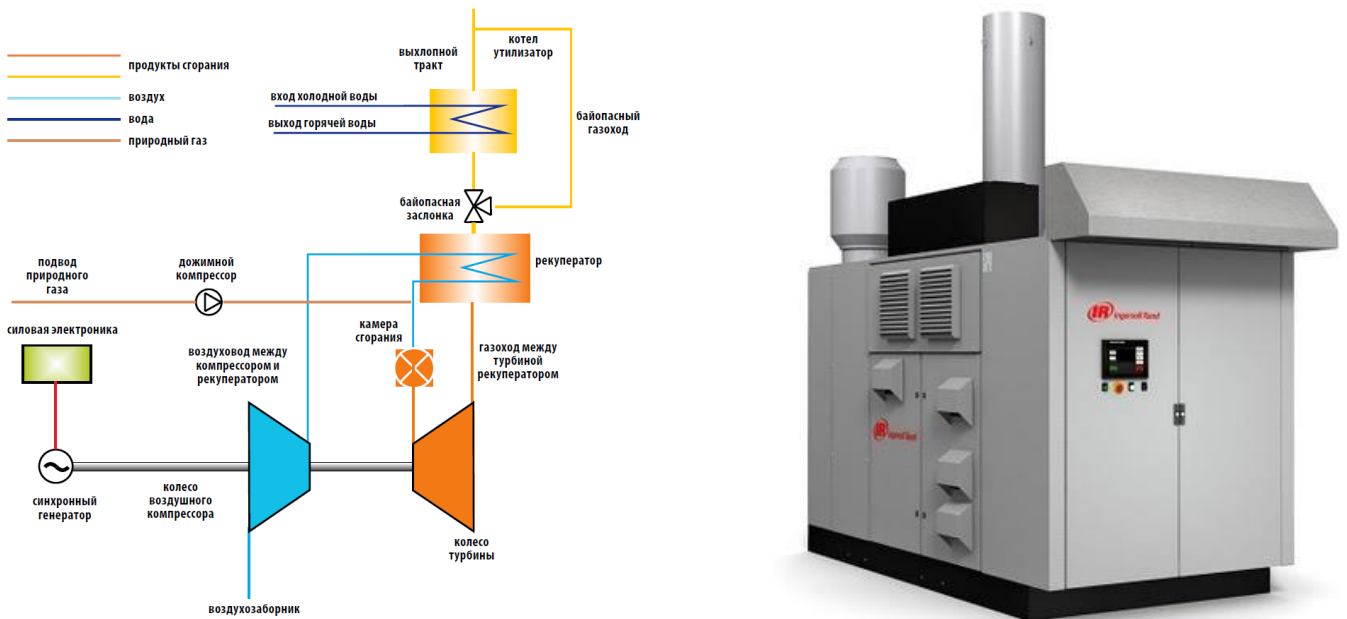 продукты сгорания
воздух
вода
природный газ
выхлопной
тракт
котел
утилизатор
вход холодной воды
выход горячей воды
байопасный
газоход
байопасная
заслонка
рекуператор
подвод
природного
газа
дожимной
компрессор
силовая электроника
воздуховод между
компрессором и
рекуператором
камера
сгорания
газоход между
турбиной
рекуператором
синхронный
генератор
колесо
воздушного
компрессора
колесо
турбины
воздухозаборник
IR Ingersoll Rand
IR Ingersoll Rand